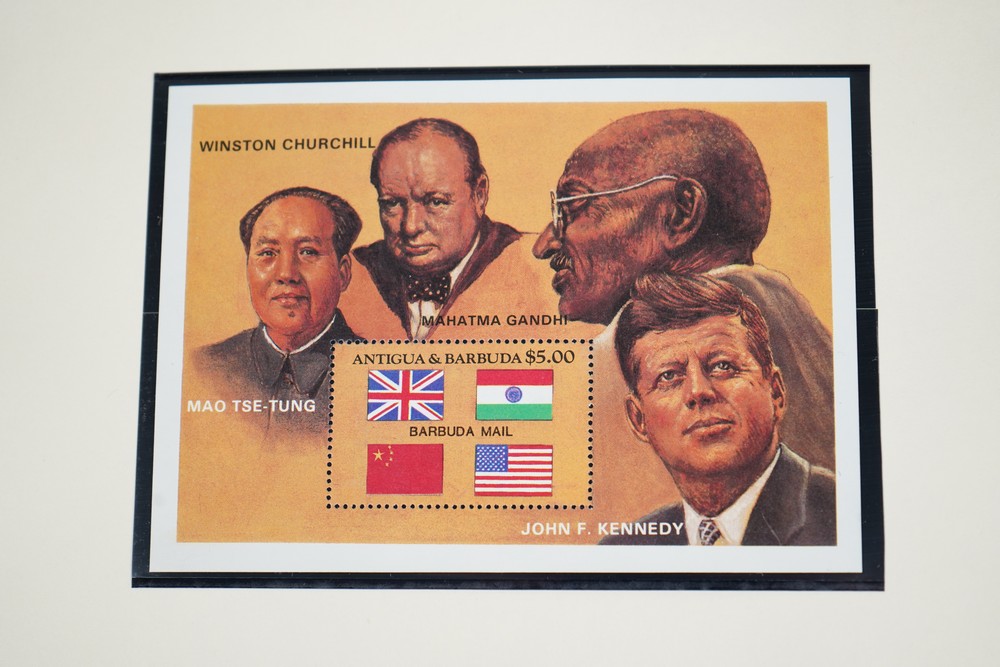 WINSTON CHURCHILL
MAHATMA GANDHI
ANTIGUA & BARBUDA $5.00
MAO TSE-TUNG
BARBUDA MAIL
JOHN F. KENNEDY